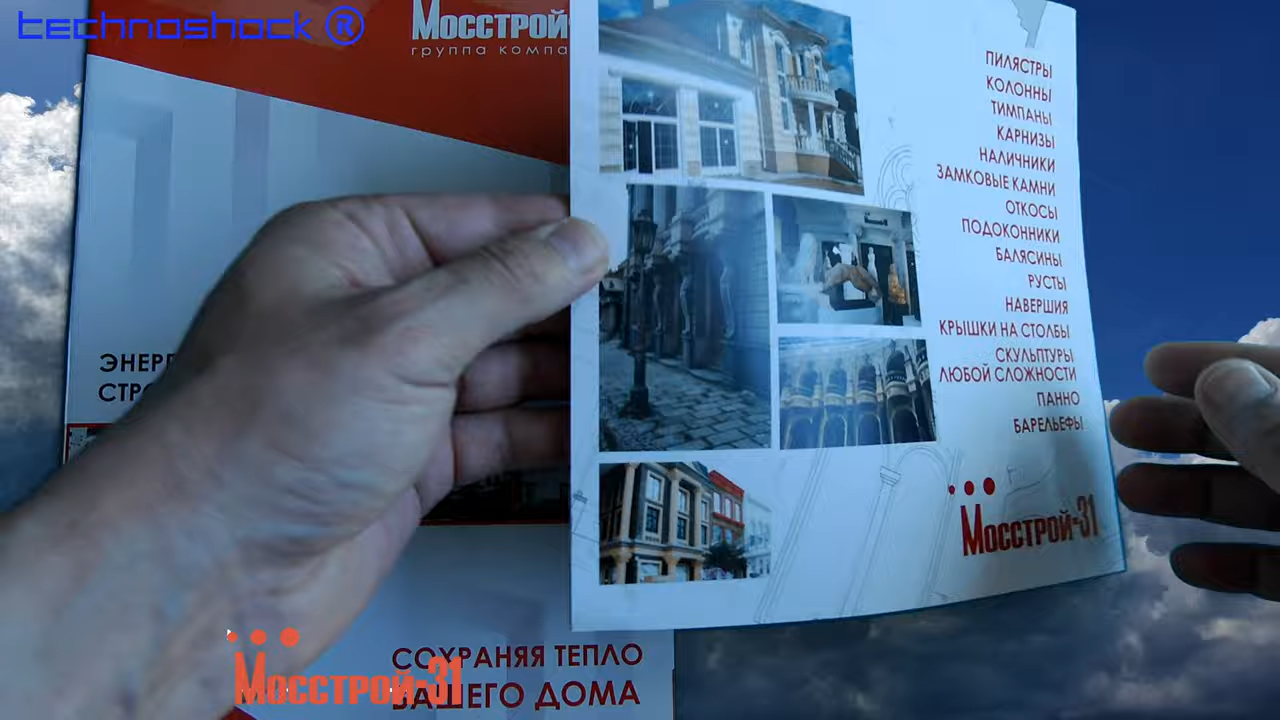 technoshock ®
Мосстрой
группа компа
ЭНЕР
СТРО
СОХРАНЯЯ ТЕПЛО
ВАШЕГО ДОМА
Мосстрой-31
ПИЛЯСТРЫ
КОЛОННЫ
ТИМПАНЫ
КАРНИЗЫ
НАЛИЧНИКИ
ЗАМКОВЫЕ КАМНИ
ОТКОСЫ
ПОДОКОННИКИ
БАЛЯСИНЫ
РУСТЫ
НАВЕРШИЯ
КРЫШКИ НА СТОЛБЫ
СКУЛЬПТУРЫ
ЛЮБОЙ СЛОЖНОСТИ
ПАННО
БАРЕЛЬЕФЫ
Мосстрой-31